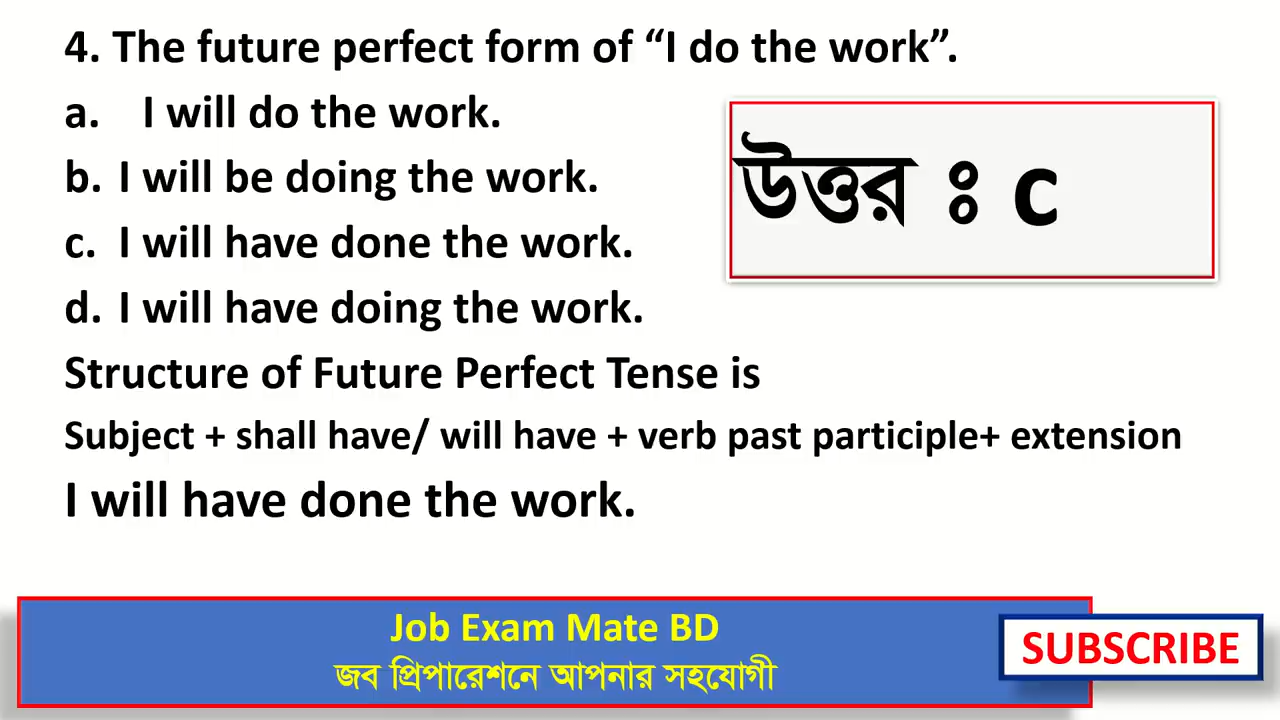 4. The future perfect form of “I do the work”.
a. I will do the work.
b. I will be doing the work.
c. I will have done the work.
d. I will have doing the work.
উত্তর ঃ c
Structure of Future Perfect Tense is
Subject + shall have/ will have + verb past participle+ extension
I will have done the work.
Job Exam Mate BD
জব প্রিপারেশনে আপনার সহযোগী
SUBSCRIBE